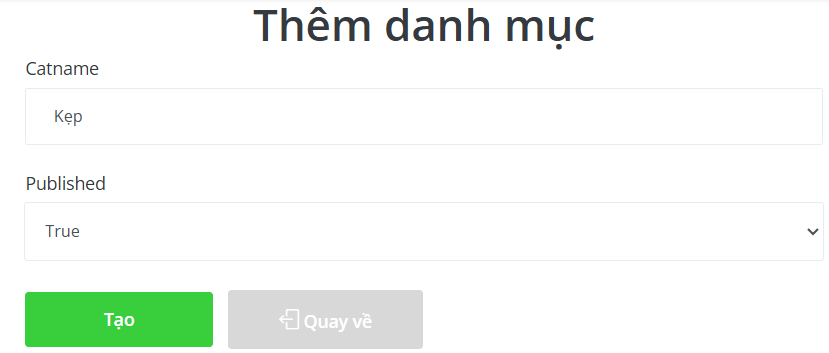 Thêm danh mục
Catname
Kẹp
Published
True
Tạo
Quay về